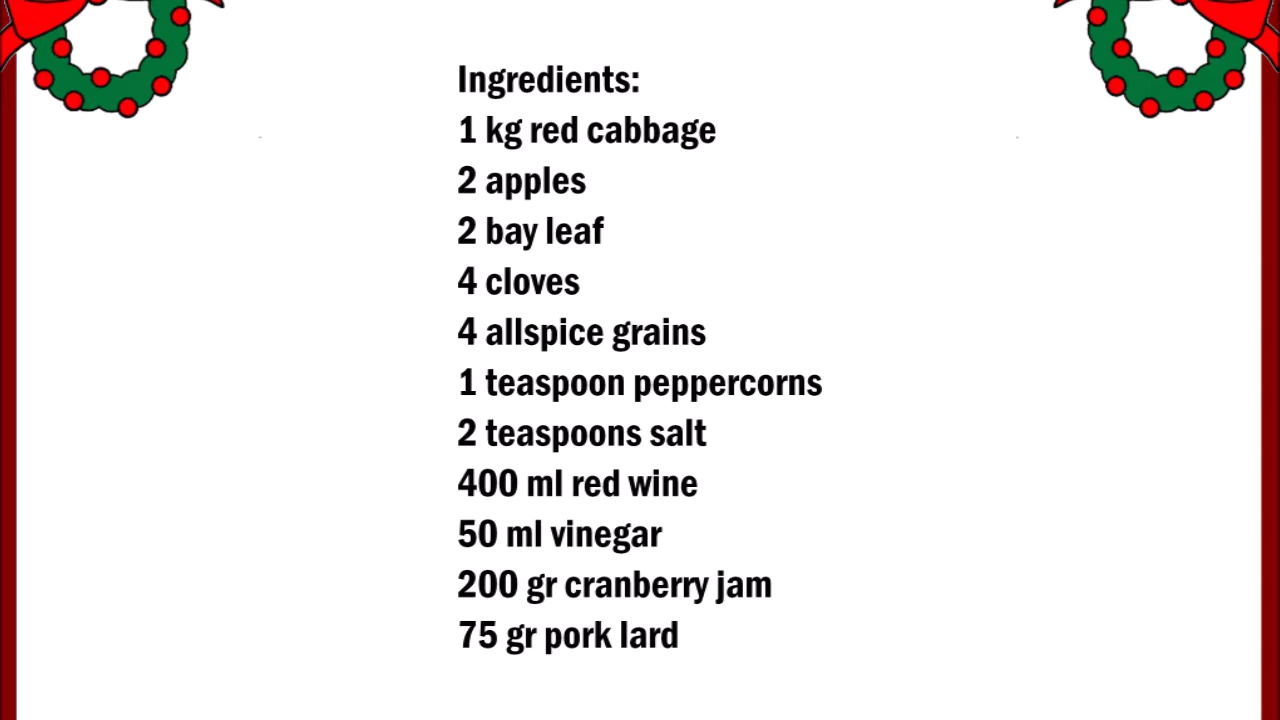 Ingredients:
1 kg red cabbage
2 apples
2 bay leaf
4 cloves
4 allspice grains
1 teaspoon peppercorns
2 teaspoons salt
400 ml red wine
50 ml vinegar
200 gr cranberry jam
75 gr pork lard